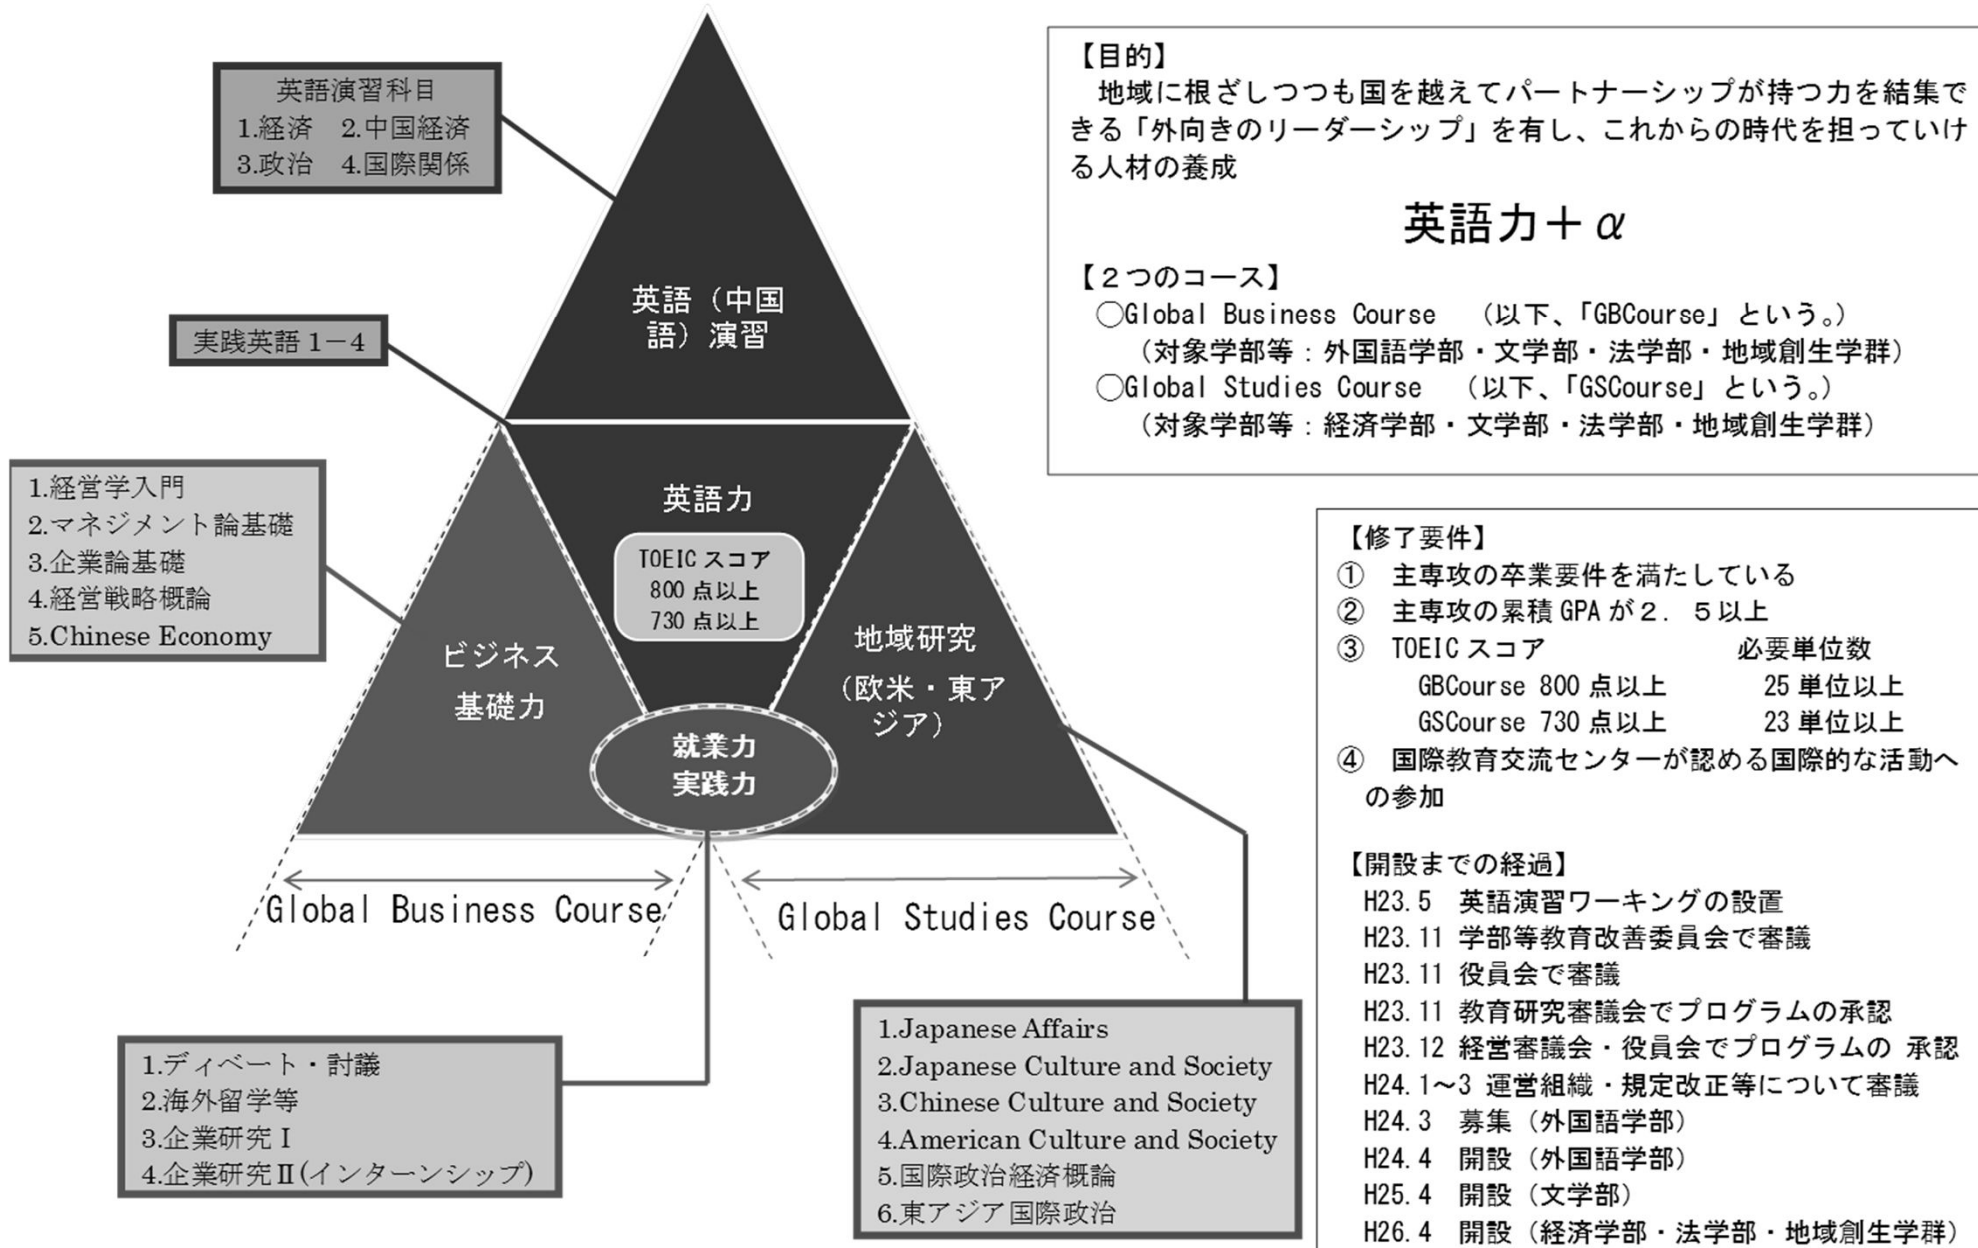 英語演習科目
1.経済　2.中国経済
3.政治　4.国際関係
実践英語1－4
1.経営学入門
2.マネジメント論基礎
3.企業論基礎
4.経営戦略概論
5.Chinese Economy
英語（中国
語）演習
英語力
TOEIC スコア
800 点以上
730 点以上
ビジネス
基礎力
地域研究
（欧米・東ア
ジア）
就業力
実践力
Global Business Course
Global Studies Course
1.ディベート・討議
2.海外留学等
3.企業研究Ⅰ
4.企業研究Ⅱ(インターンシップ)
1.Japanese Affairs
2.Japanese Culture and Society
3.Chinese Culture and Society
4.American Culture and Society
5.国際政治経済概論
6.東アジア国際政治
【目的】
　地域に根ざしつつも国を越えてパートナーシップが持つ力を結集で
きる「外向きのリーダーシップ」を有し、これからの時代を担っていけ
る人材の養成
英語力＋α
【２つのコース】
○Global Business Course　（以下、「GBCourse」という。）
（対象学部等：外国語学部・文学部・法学部・地域創生学群）
○Global Studies Course　（以下、「GSCourse」という。）
（対象学部等：経済学部・文学部・法学部・地域創生学群）
【修了要件】
①　主専攻の卒業要件を満たしている
②　主専攻の累積 GPA が２．５以上
③　TOEIC スコア　　　　　　必要単位数
GBCourse 800 点以上　　　25 単位以上
GSCourse 730 点以上　　　23 単位以上
④　国際教育交流センターが認める国際的な活動へ
の参加
【開設までの経過】
H23.5　英語演習ワーキングの設置
H23.11 学部等教育改善委員会で審議
H23.11 役員会で審議
H23.11 教育研究審議会でプログラムの承認
H23.12 経営審議会・役員会でプログラムの 承認
H24.1～3 運営組織・規定改正等について審議
H24.3　募集（外国語学部）
H24.4　開設（外国語学部）
H25.4　開設（文学部）
H26.4　開設（経済学部・法学部・地域創生学群）